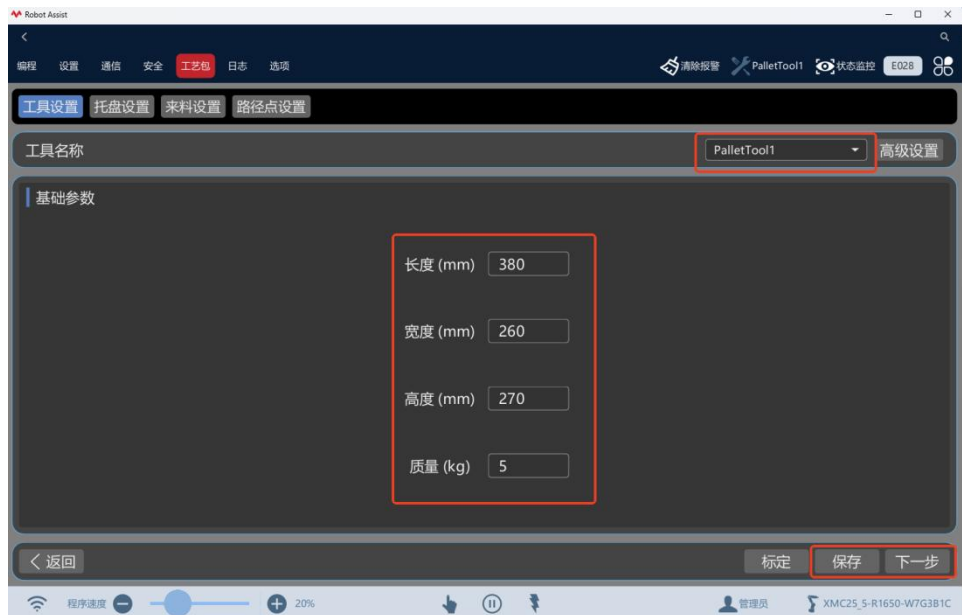 Robot Assist
编程 设置 通信 安全 工艺包 日志 选项 清除报警 PalletTool1 状态监控 E028
工具设置 托盘设置 来料设置 路径点设置
工具名称 PalletTool1 高级设置
基础参数
长度 (mm) 380
宽度 (mm) 260
高度 (mm) 270
质量 (kg) 5
返回 标定 保存 下一步
程序速度 20% 管理员 XMC25_5-R1650-W7G3B1C